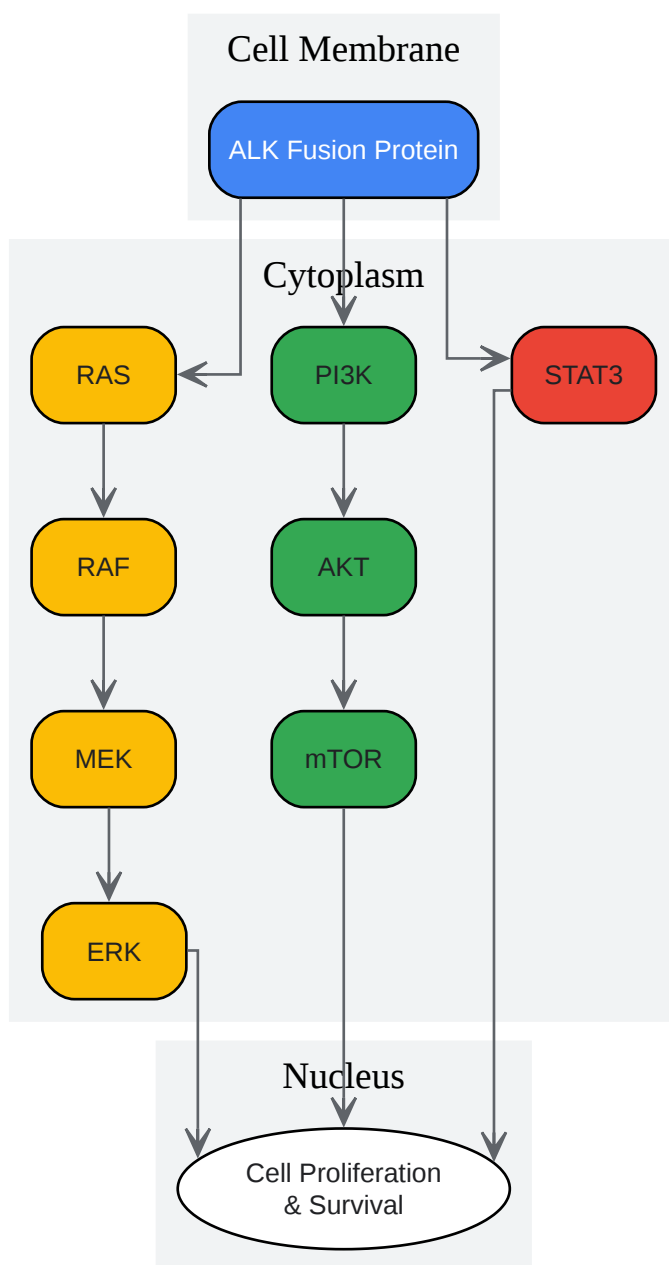 Cell Membrane
ALK Fusion Protein
Cytoplasm
RAS
PI3K
STAT3
RAF
AKT
MEK
mTOR
ERK
Nucleus
Cell Proliferation
& Survival